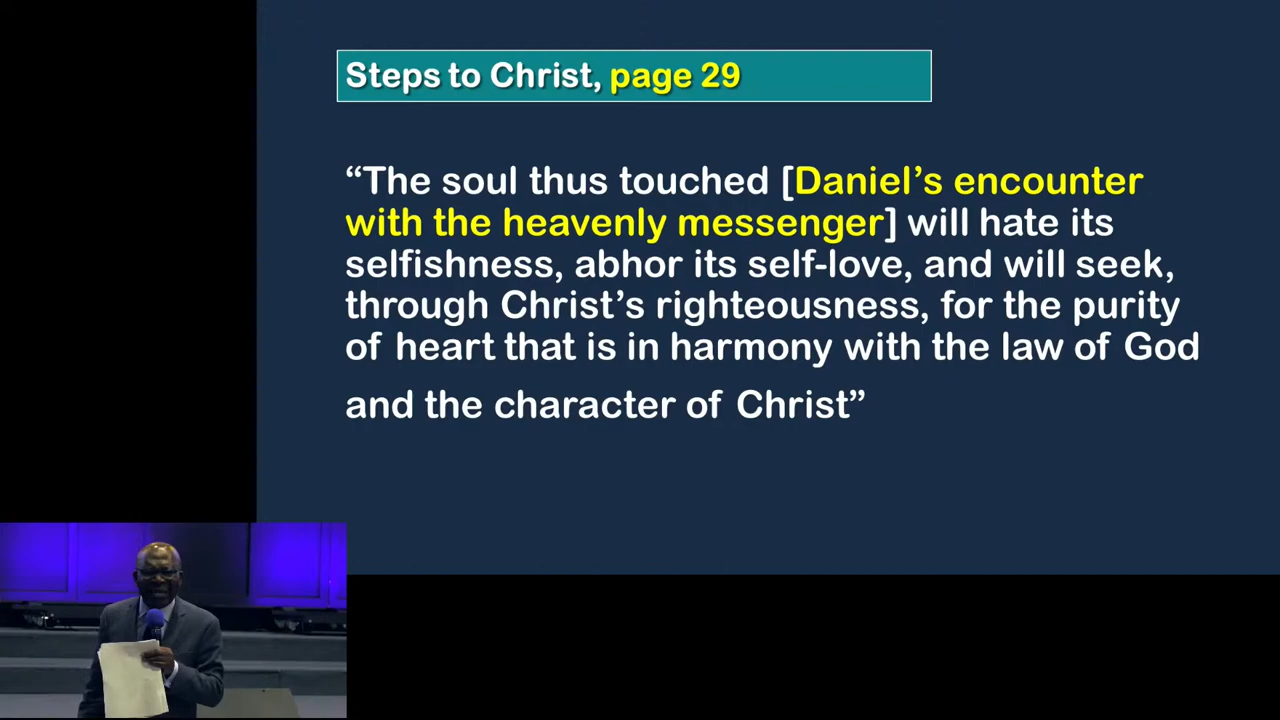 Steps to Christ, page 29
“The soul thus touched [Daniel’s encounter
with the heavenly messenger] will hate its
selfishness, abhor its self-love, and will seek,
through Christ’s righteousness, for the purity
of heart that is in harmony with the law of God
and the character of Christ”